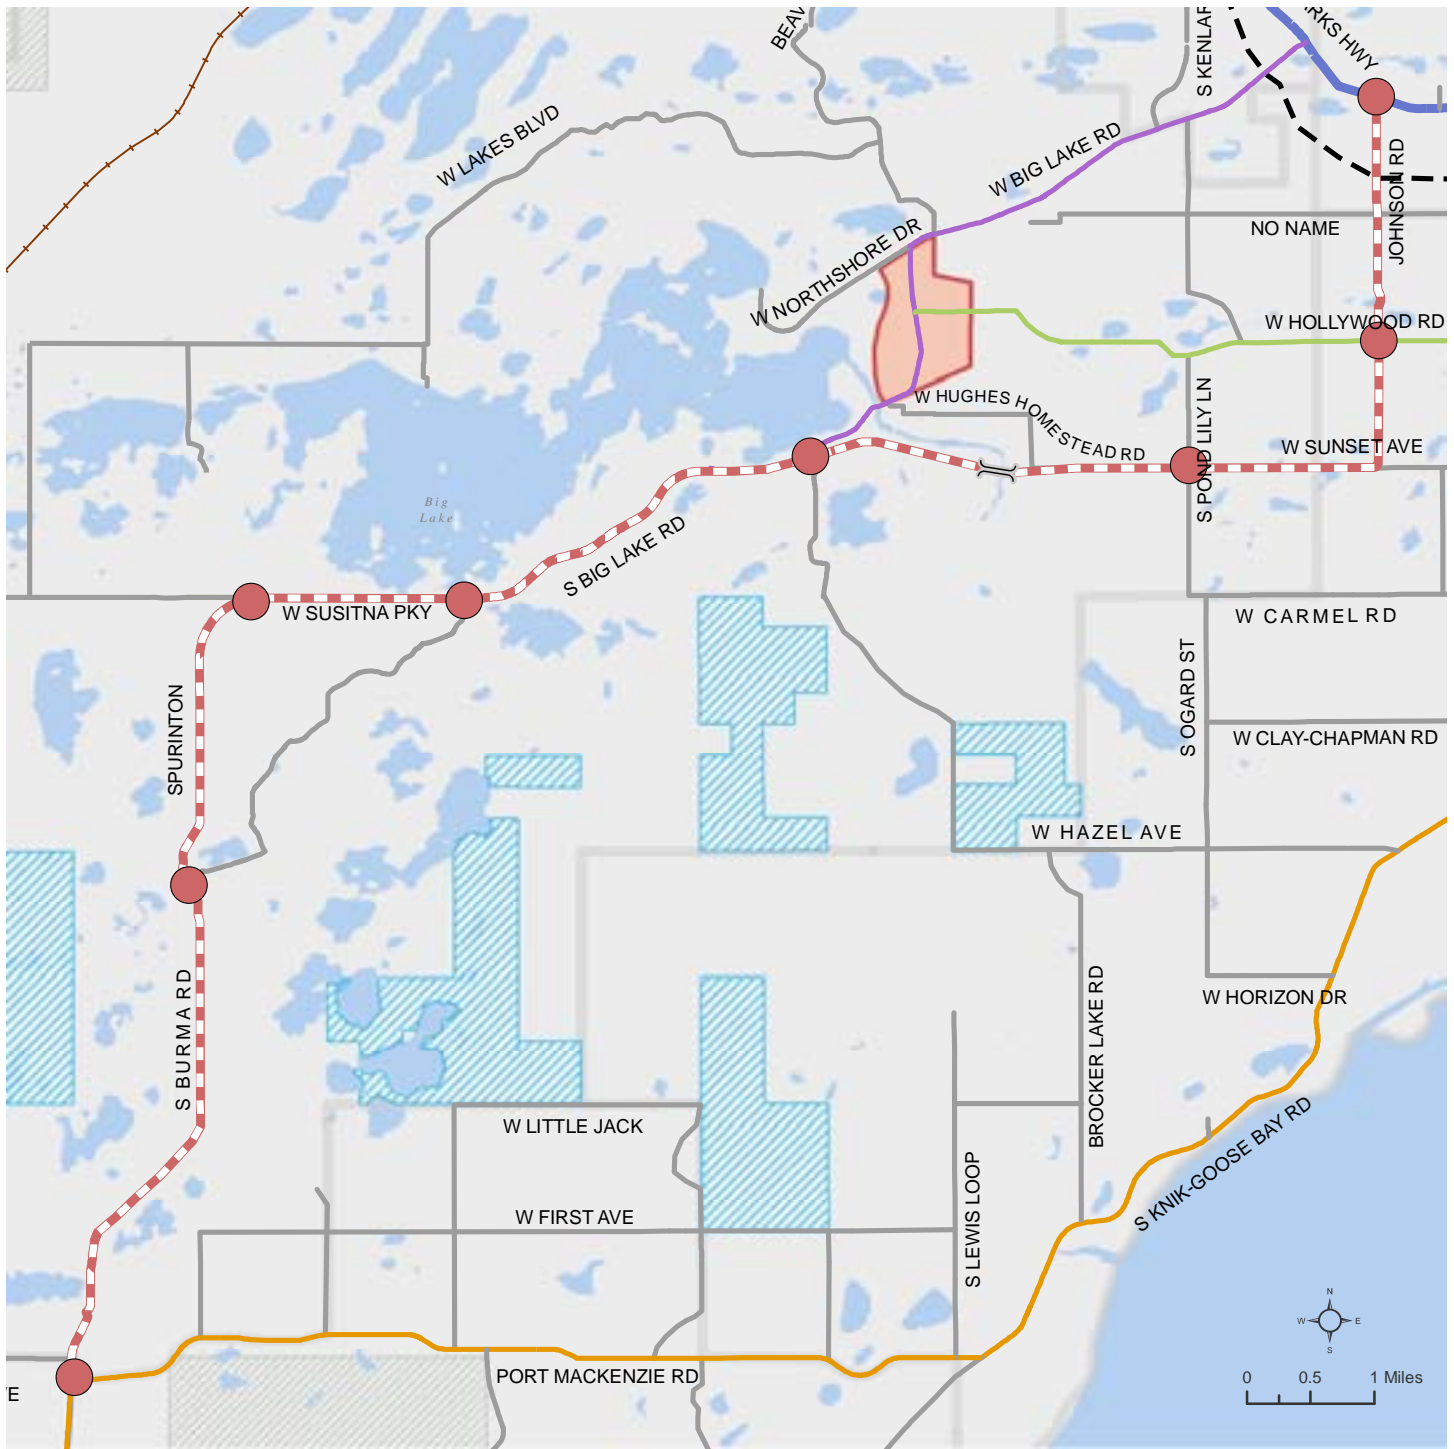 BEAV
S KENLAR
RKS HWY
W LAKES BLVD
W BIG LAKE RD
JOHNSON RD
NO NAME
W NORTHSHORE DR
W HOLLYWOOD RD
W HUGHES HOMESTEAD RD
S POND LILY LN
W SUNSET AVE
Big
Lake
S BIG LAKE RD
W SUSITNA PKY
W CARMEL RD
S OGARD ST
SPURINTON
W CLAY-CHAPMAN RD
W HAZEL AVE
S BURMA RD
W HORIZON DR
BROCKER LAKE RD
W LITTLE JACK
S KNIK-GOOSE BAY RD
S LEWIS LOOP
W FIRST AVE
N
W E
S
PORT MACKENZIE RD
0 0.5 1 Miles
E